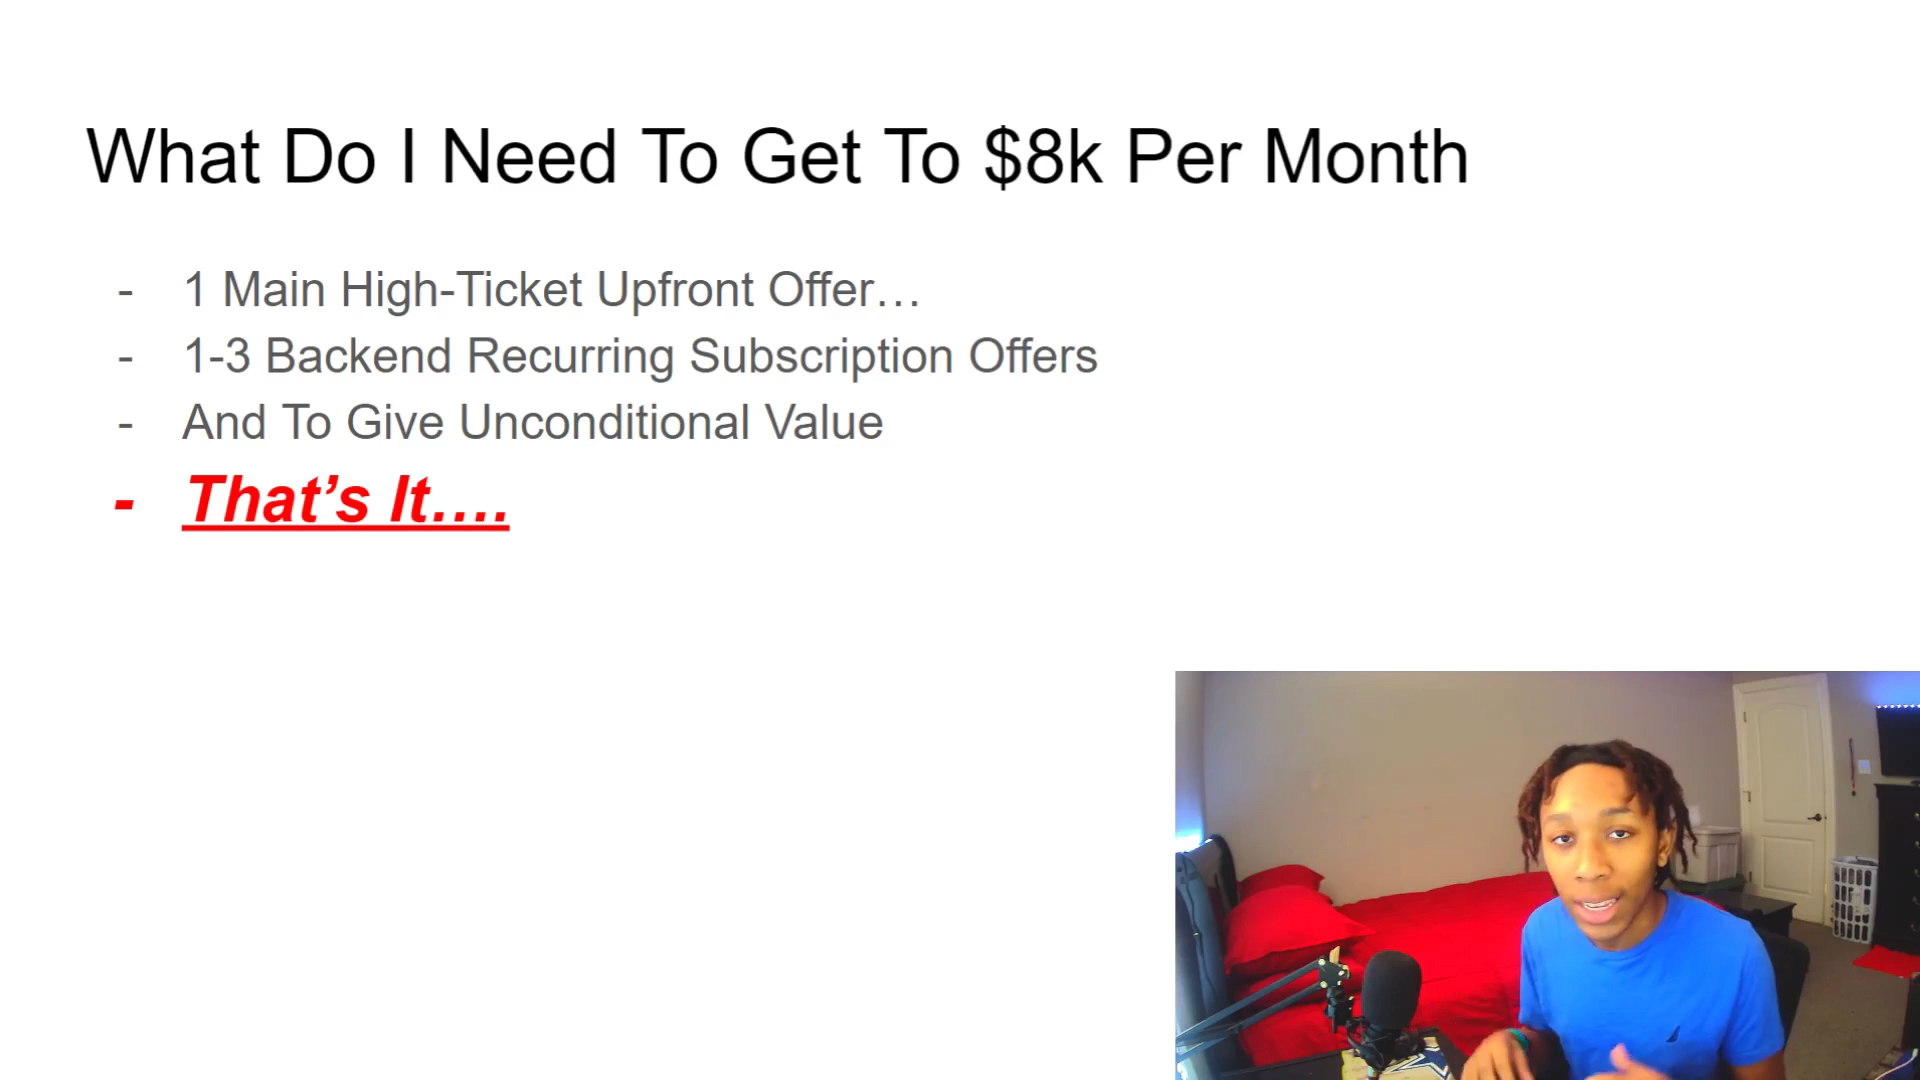 What Do I Need To Get To $8k Per Month
- 1 Main High-Ticket Upfront Offer…
- 1-3 Backend Recurring Subscription Offers
- And To Give Unconditional Value
- That’s It….